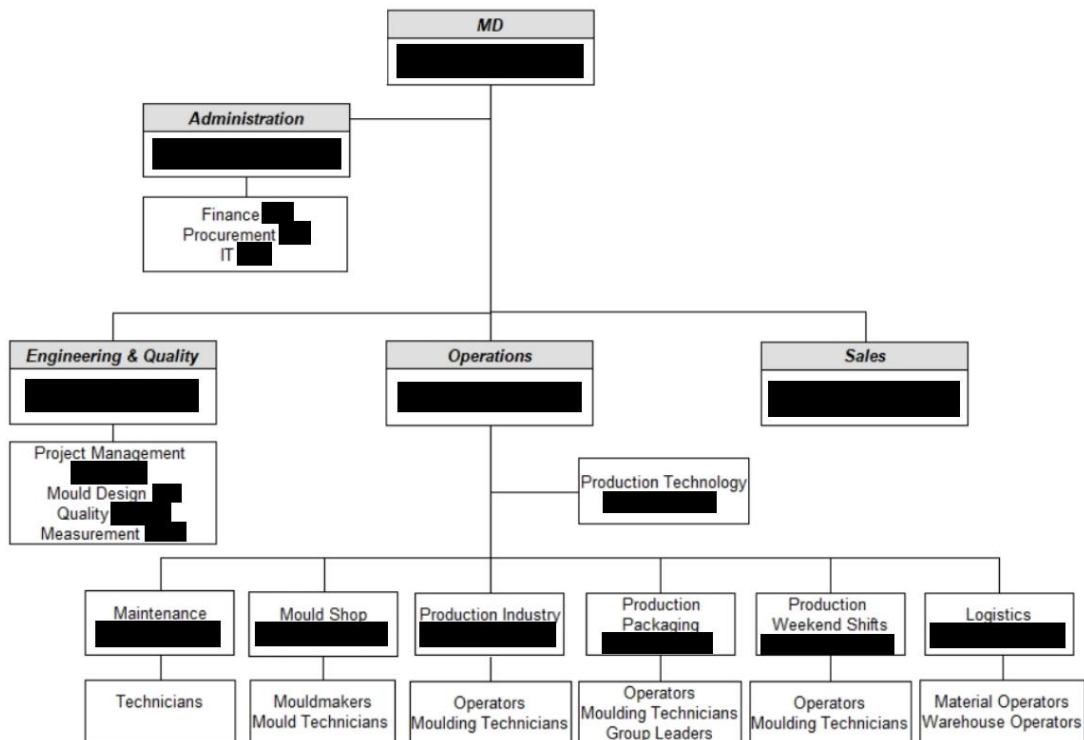 MD
Administration
Finance
Procurement
IT
Engineering & Quality
Operations
Sales
Project Management
Mould Design
Quality
Measurement
Production Technology
Maintenance
Mould Shop
Production Industry
Production
Packaging
Production
Weekend Shifts
Logistics
Technicians
Mouldmakers
Mould Technicians
Operators
Moulding Technicians
Operators
Moulding Technicians
Group Leaders
Operators
Moulding Technicians
Material Operators
Warehouse Operators